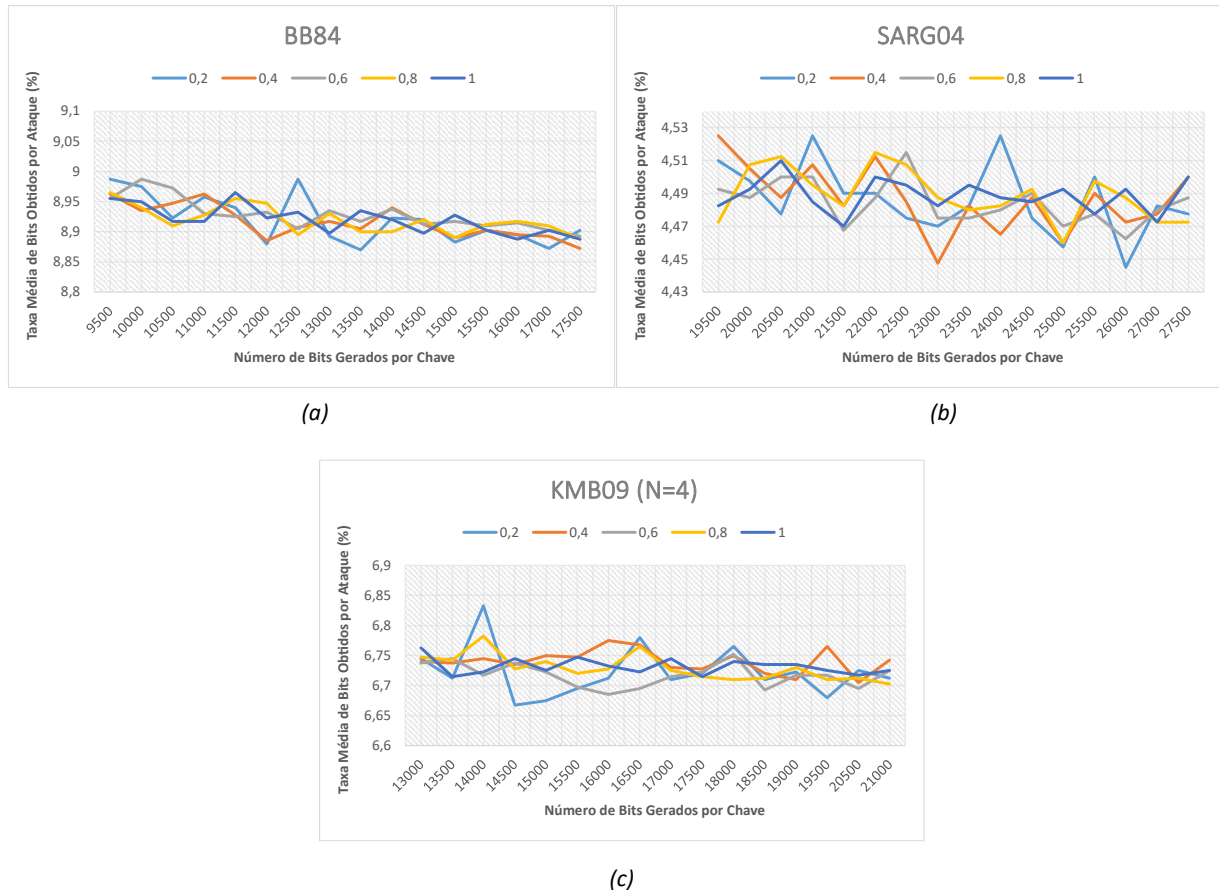 BB84
0,2 0,4 0,6 0,8 1
Taxa Média de Bits Obtidos por Ataque (%)
9,1
9,05
9
8,95
8,9
8,85
8,8
9500 10000 10500 11000 11500 12000 12500 13000 13500 14000 14500 15000 15500 16000 17000 17500
Número de Bits Gerados por Chave
(a)
SARG04
0,2 0,4 0,6 0,8 1
Taxa Média de Bits Obtidos por Ataque (%)
4,53
4,51
4,49
4,47
4,45
4,43
19500 20000 20500 21000 21500 22000 22500 23000 23500 24000 24500 25000 25500 26000 27000 27500
Número de Bits Gerados por Chave
(b)
KMB09 (N=4)
0,2 0,4 0,6 0,8 1
Taxa Média de Bits Obtidos por Ataque (%)
6,9
6,85
6,8
6,75
6,7
6,65
6,6
13000 13500 14000 14500 15000 15500 16000 16500 17000 17500 18000 18500 19000 19500 20500 21000
Número de Bits Gerados por Chave
(c)